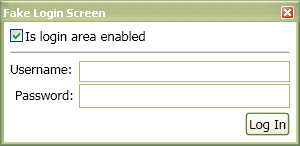 Fake Login Screen
Is login area enabled
Username:
Password:
Log In